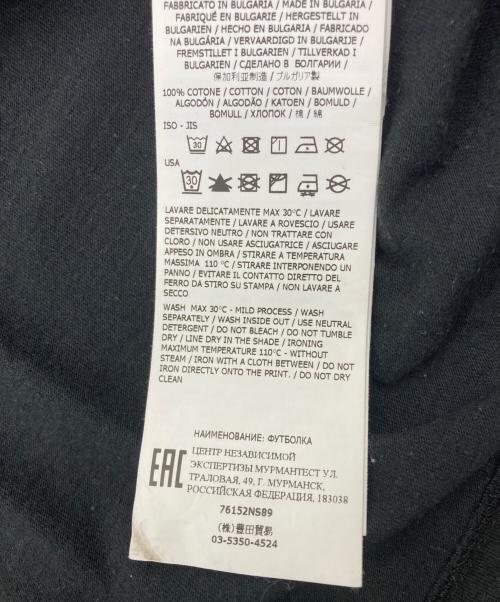 FABBRICATO IN BULGARIA / MADE IN BULGARIA /
FABRIQUÉ EN BULGARIE / HERGESTELLT IN
BULGARIEN / HECHO EN BULGARIA / FABRICADO
NA BULGÁRIA / VERVAARDIGD IN BULGARIJE /
FREMSTILLET I BULGARIEN / TILLVERKAD I
BULGARIEN / СДЕЛАНО В БОЛГАРИИ /
保加利亚制造 / ブルガリア製
100% COTONE / COTTON / COTON / BAUMWOLLE /
ALGODÓN / ALGODÃO / KATOEN / BOMULD /
BOMULL / ХЛОПОК / 棉 / 綿
ISO - JIS
30
USA
30
LAVARE DELICATAMENTE MAX 30°C / LAVARE
SEPARATAMENTE / LAVARE A ROVESCIO / USARE
DETERSIVO NEUTRO / NON TRATTARE CON
CLORO / NON USARE ASCIUGATRICE / ASCIUGARE
APPESO IN OMBRA / STIRARE A TEMPERATURA
MASSIMA 110 °C / STIRARE INTERPONENDO UN
PANNO / EVITARE IL CONTATTO DIRETTO DEL
FERRO DA STIRO SU STAMPA / NON LAVARE A
SECCO
WASH MAX 30°C - MILD PROCESS / WASH
SEPARATELY / WASH INSIDE OUT / USE NEUTRAL
DETERGENT / DO NOT BLEACH / DO NOT TUMBLE
DRY / LINE DRY IN THE SHADE / IRONING
MAXIMUM TEMPERATURE 110°C - WITHOUT
STEAM / IRON WITH A CLOTH BETWEEN / DO NOT
IRON DIRECTLY ONTO THE PRINT. / DO NOT DRY
CLEAN
НАИМЕНОВАНИЕ: ФУТБОЛКА
EAC
ЦЕНТР НЕЗАВИСИМОЙ
ЭКСПЕРТИЗЫ МУРМАНТЕСТ УЛ.
ТРАЛОВАЯ, 49, Г. МУРМАНСК,
РОССИЙСКАЯ ФЕДЕРАЦИЯ, 183038
76152NS89
(株)豊田貿易
03-5350-4524